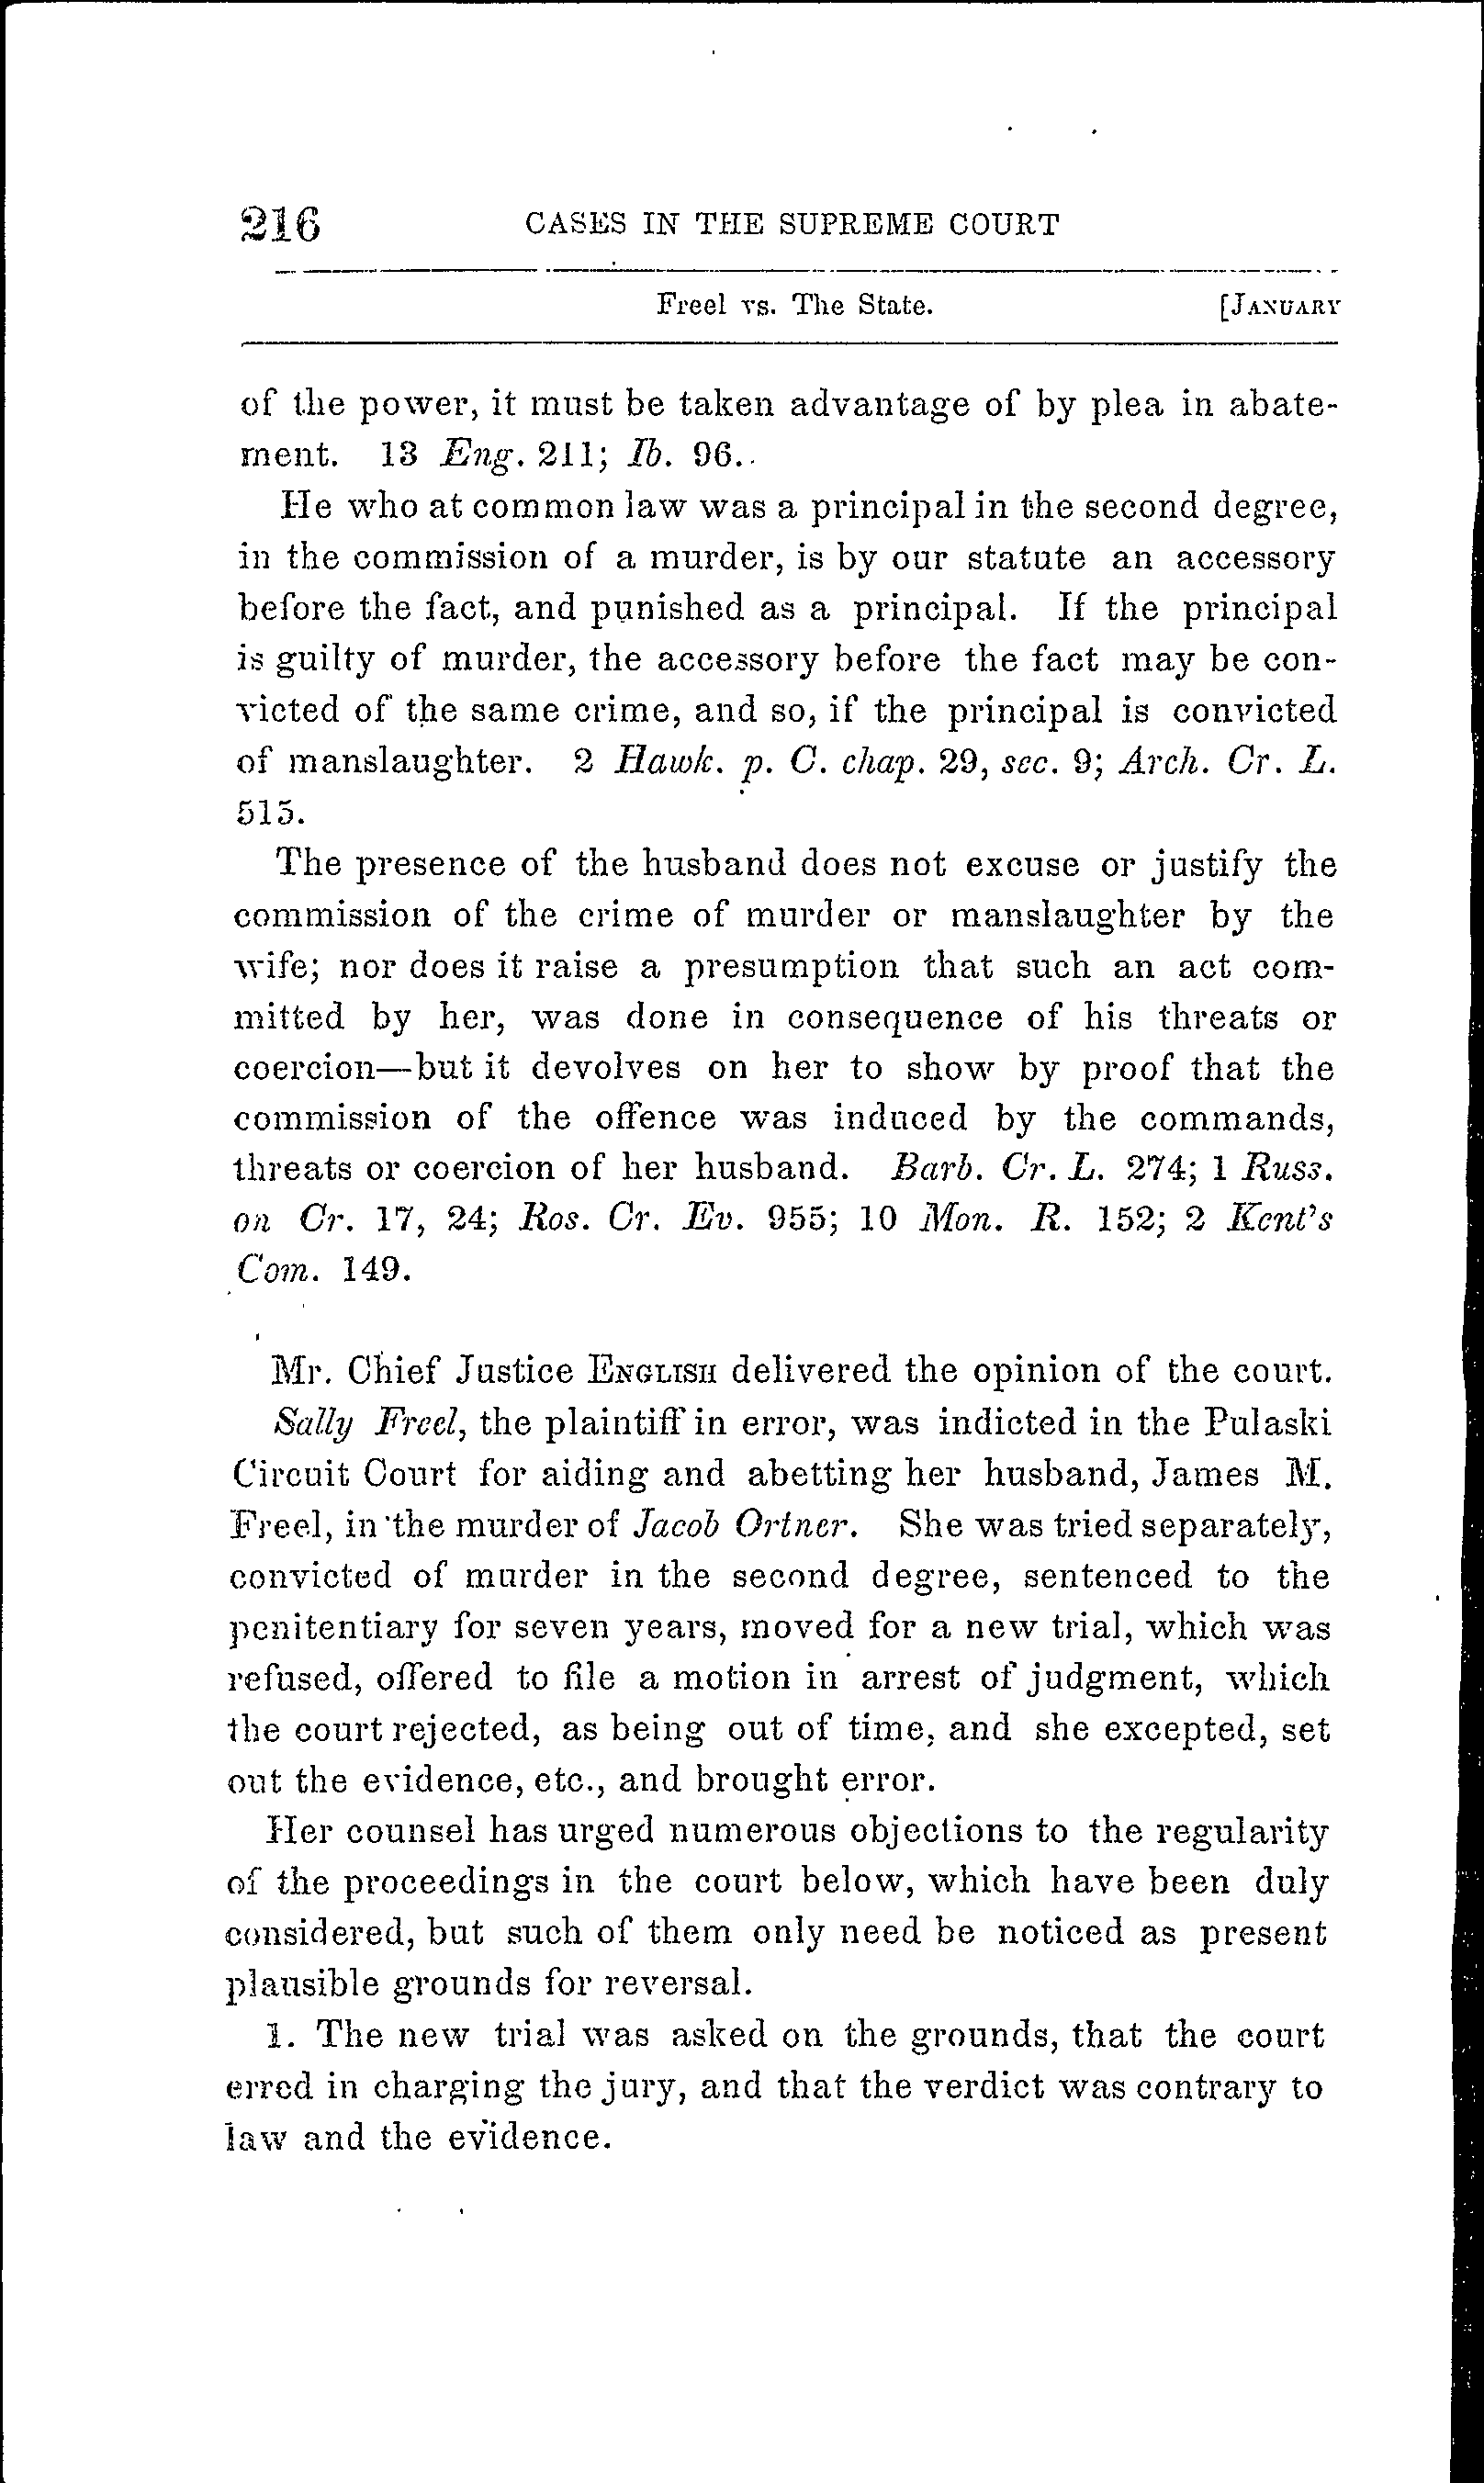 216 CASES IN THE SUPREME COURT
Freel vs. The State. [JANUARY
of the power, it must be taken advantage of by plea in abate-
ment. 13 Eng. 211; Ib. 96.
He who at common law was a principal in the second degree,
in the commission of a murder, is by our statute an accessory
before the fact, and punished as a principal. If the principal
is guilty of murder, the accessory before the fact may be con-
victed of the same crime, and so, if the principal is convicted
of manslaughter. 2 Hawk. p. C. chap. 29, sec. 9; Arch. Cr. L.
515.
The presence of the husband does not excuse or justify the
commission of the crime of murder or manslaughter by the
wife; nor does it raise a presumption that such an act com-
mitted by her, was done in consequence of his threats or
coercion—but it devolves on her to show by proof that the
commission of the offence was induced by the commands,
threats or coercion of her husband. Barb. Cr. L. 274; 1 Russ.
on Cr. 17, 24; Ros. Cr. Ev. 955; 10 Mon. R. 152; 2 Kent's
Com. 149.
Mr. Chief Justice ENGLISH delivered the opinion of the court.
Sally Freel, the plaintiff in error, was indicted in the Pulaski
Circuit Court for aiding and abetting her husband, James M.
Freel, in the murder of Jacob Ortner. She was tried separately,
convicted of murder in the second degree, sentenced to the
penitentiary for seven years, moved for a new trial, which was
refused, offered to file a motion in arrest of judgment, which
the court rejected, as being out of time, and she excepted, set
out the evidence, etc., and brought error.
Her counsel has urged numerous objections to the regularity
of the proceedings in the court below, which have been duly
considered, but such of them only need be noticed as present
plausible grounds for reversal.
1. The new trial was asked on the grounds, that the court
erred in charging the jury, and that the verdict was contrary to
law and the evidence.